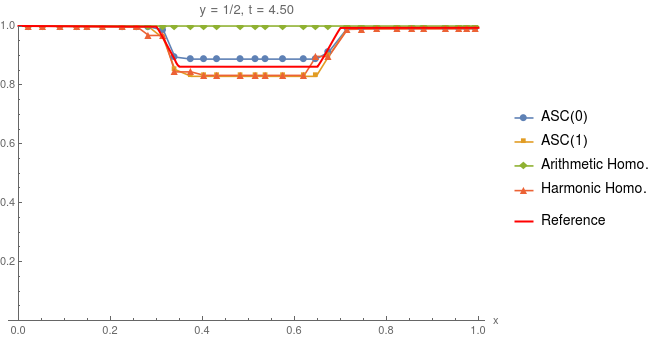 y = 1/2, t = 4.50
1.0
0.8
0.6
0.4
0.2
0.0
0.2
0.4
0.6
0.8
1.0
x
ASC(0)
ASC(1)
Arithmetic Homo.
Harmonic Homo.
Reference